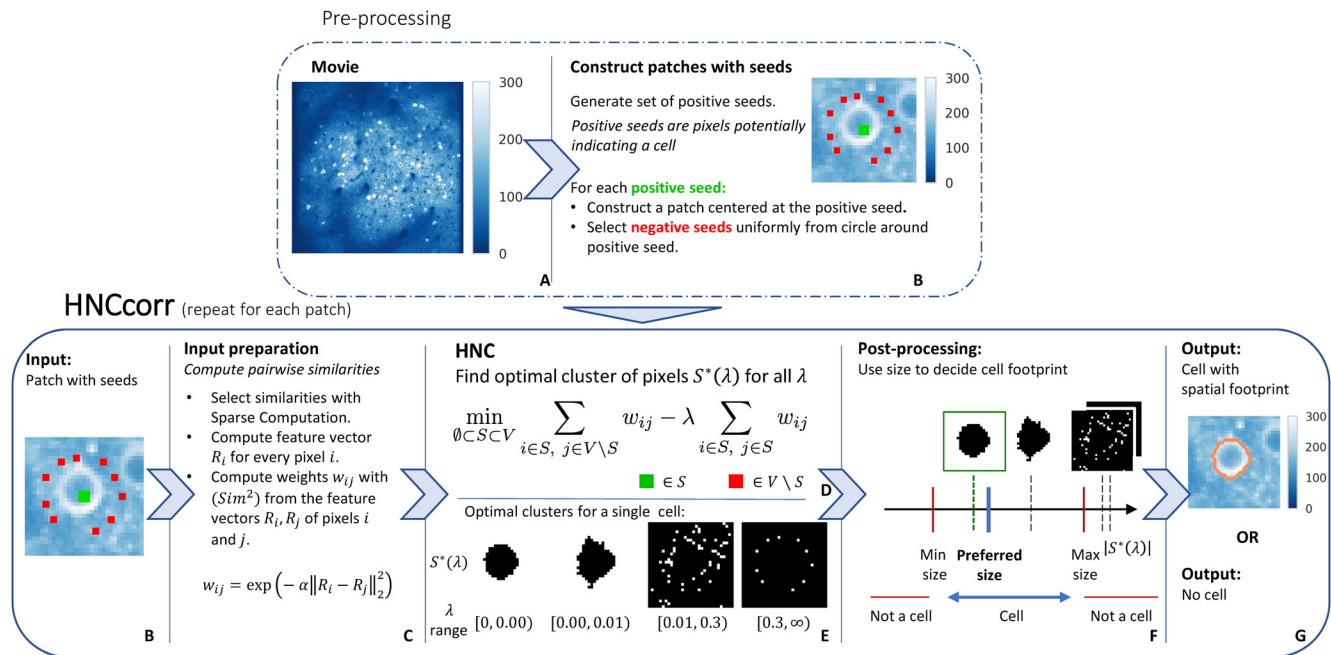 Pre-processing
Movie
300
200
100
0
A
Construct patches with seeds
Generate set of positive seeds.
Positive seeds are pixels potentially
indicating a cell
300
200
100
0
For each positive seed:
• Construct a patch centered at the positive seed.
• Select negative seeds uniformly from circle around
positive seed.
B
HNCcorr (repeat for each patch)
Input:
Patch with seeds
B
Input preparation
Compute pairwise similarities
• Select similarities with
Sparse Computation.
• Compute feature vector
R_i for every pixel i.
• Compute weights w_ij with
(Sim²) from the feature
vectors R_i, R_j of pixels i
and j.
w_ij = exp(− α‖R_i − R_j‖₂²)
C
HNC
Find optimal cluster of pixels S*(λ) for all λ
min ∅⊂S⊂V ∑ i∈S, j∈V\S w_ij − λ ∑ i∈S, j∈S w_ij
∈ S ∈ V \ S
D
Optimal clusters for a single cell:
S*(λ)
λ
range [0, 0.00) [0.00, 0.01) [0.01, 0.3) [0.3, ∞)
E
Post-processing:
Use size to decide cell footprint
Min
size
Preferred
size
Max
size
|S*(λ)|
Not a cell Cell Not a cell
F
Output:
Cell with
spatial footprint
300
200
100
0
OR
Output:
No cell
G